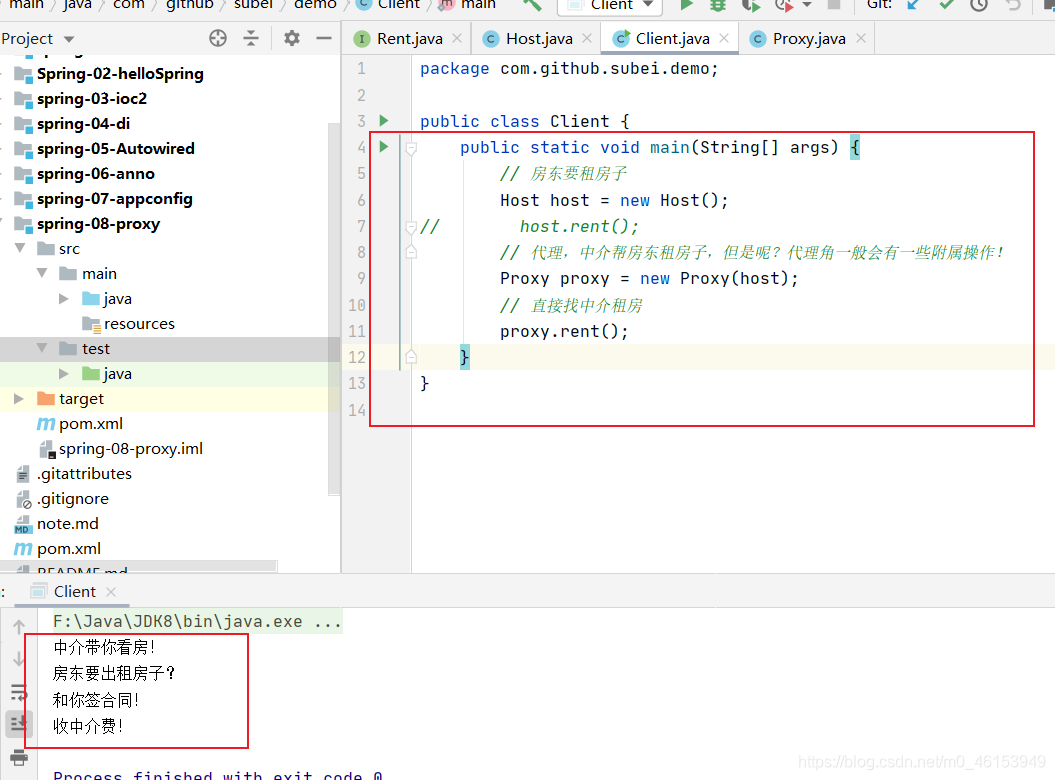 main › java › com › github › subei › demo › Client › main
Client
Git:
Project
Rent.java
Host.java
Client.java
Proxy.java
Spring-02-helloSpring
spring-03-ioc2
spring-04-di
spring-05-Autowired
spring-06-anno
spring-07-appconfig
spring-08-proxy
src
main
java
resources
test
java
target
pom.xml
spring-08-proxy.iml
.gitattributes
.gitignore
note.md
pom.xml
README.md
1 package com.github.subei.demo;
2
3 public class Client {
4 public static void main(String[] args) {
5 // 房东要租房子
6 Host host = new Host();
7 // host.rent();
8 // 代理，中介帮房东租房子，但是呢？代理角一般会有一些附属操作！
9 Proxy proxy = new Proxy(host);
10 // 直接找中介租房
11 proxy.rent();
12 }
13 }
14
: Client
F:\Java\JDK8\bin\java.exe ...
中介带你看房！
房东要出租房子？
和你签合同！
收中介费！
Process finished with exit code 0
https://blog.csdn.net/m0_46153949